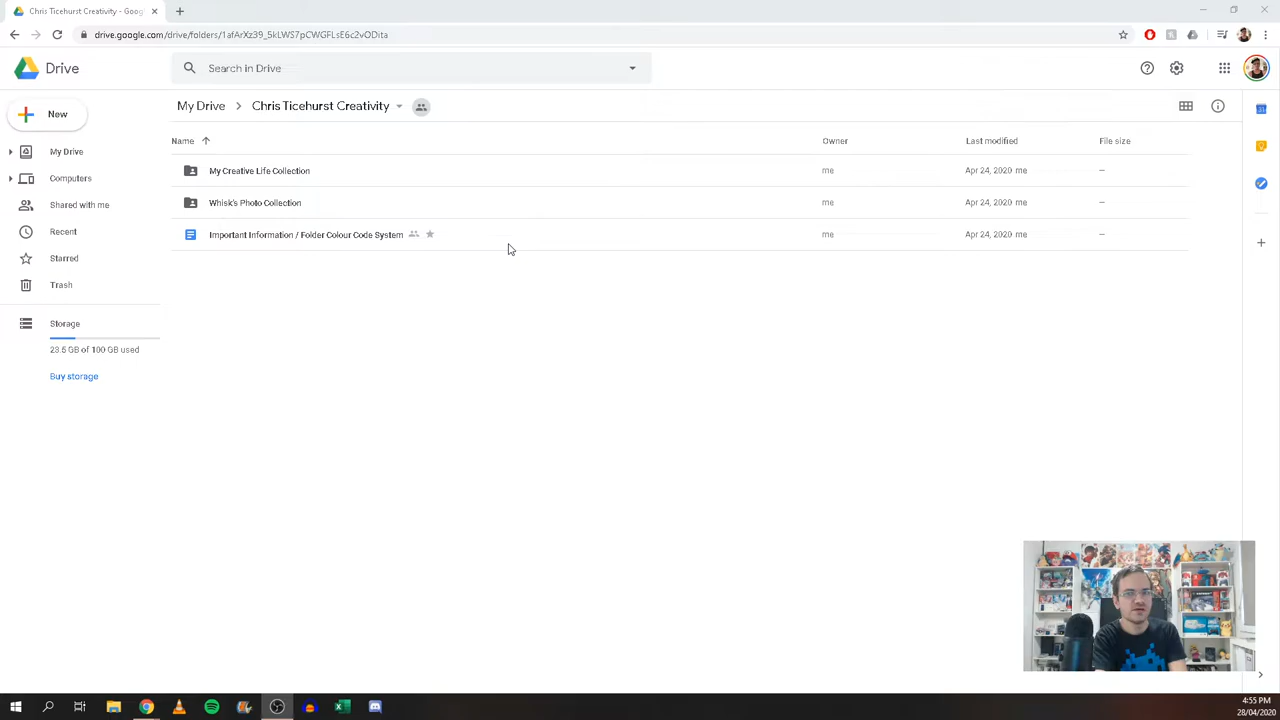 Chris Ticehurst Creativity - Goog
drive.google.com/drive/folders/1afArXz39_5kLWS7pCWGFLsE6c2vODita
Drive
Search in Drive
New
My Drive
Computers
Shared with me
Recent
Starred
Trash
Storage
23.5 GB of 100 GB used
Buy storage
My Drive > Chris Ticehurst Creativity
Name Owner Last modified File size
My Creative Life Collection me Apr 24, 2020 me –
Whisk's Photo Collection me Apr 24, 2020 me –
Important Information / Folder Colour Code System me Apr 24, 2020 me –
4:55 PM
28/04/2020